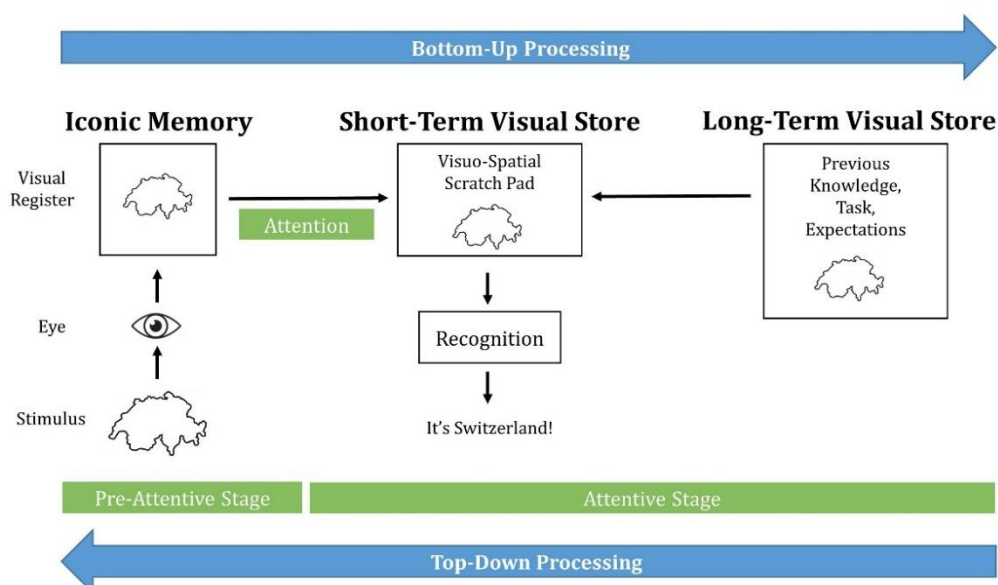 Bottom-Up Processing
Iconic Memory
Short-Term Visual Store
Long-Term Visual Store
Visual
Register
Attention
Visuo-Spatial
Scratch Pad
Previous
Knowledge,
Task,
Expectations
Eye
Recognition
Stimulus
It's Switzerland!
Pre-Attentive Stage
Attentive Stage
Top-Down Processing